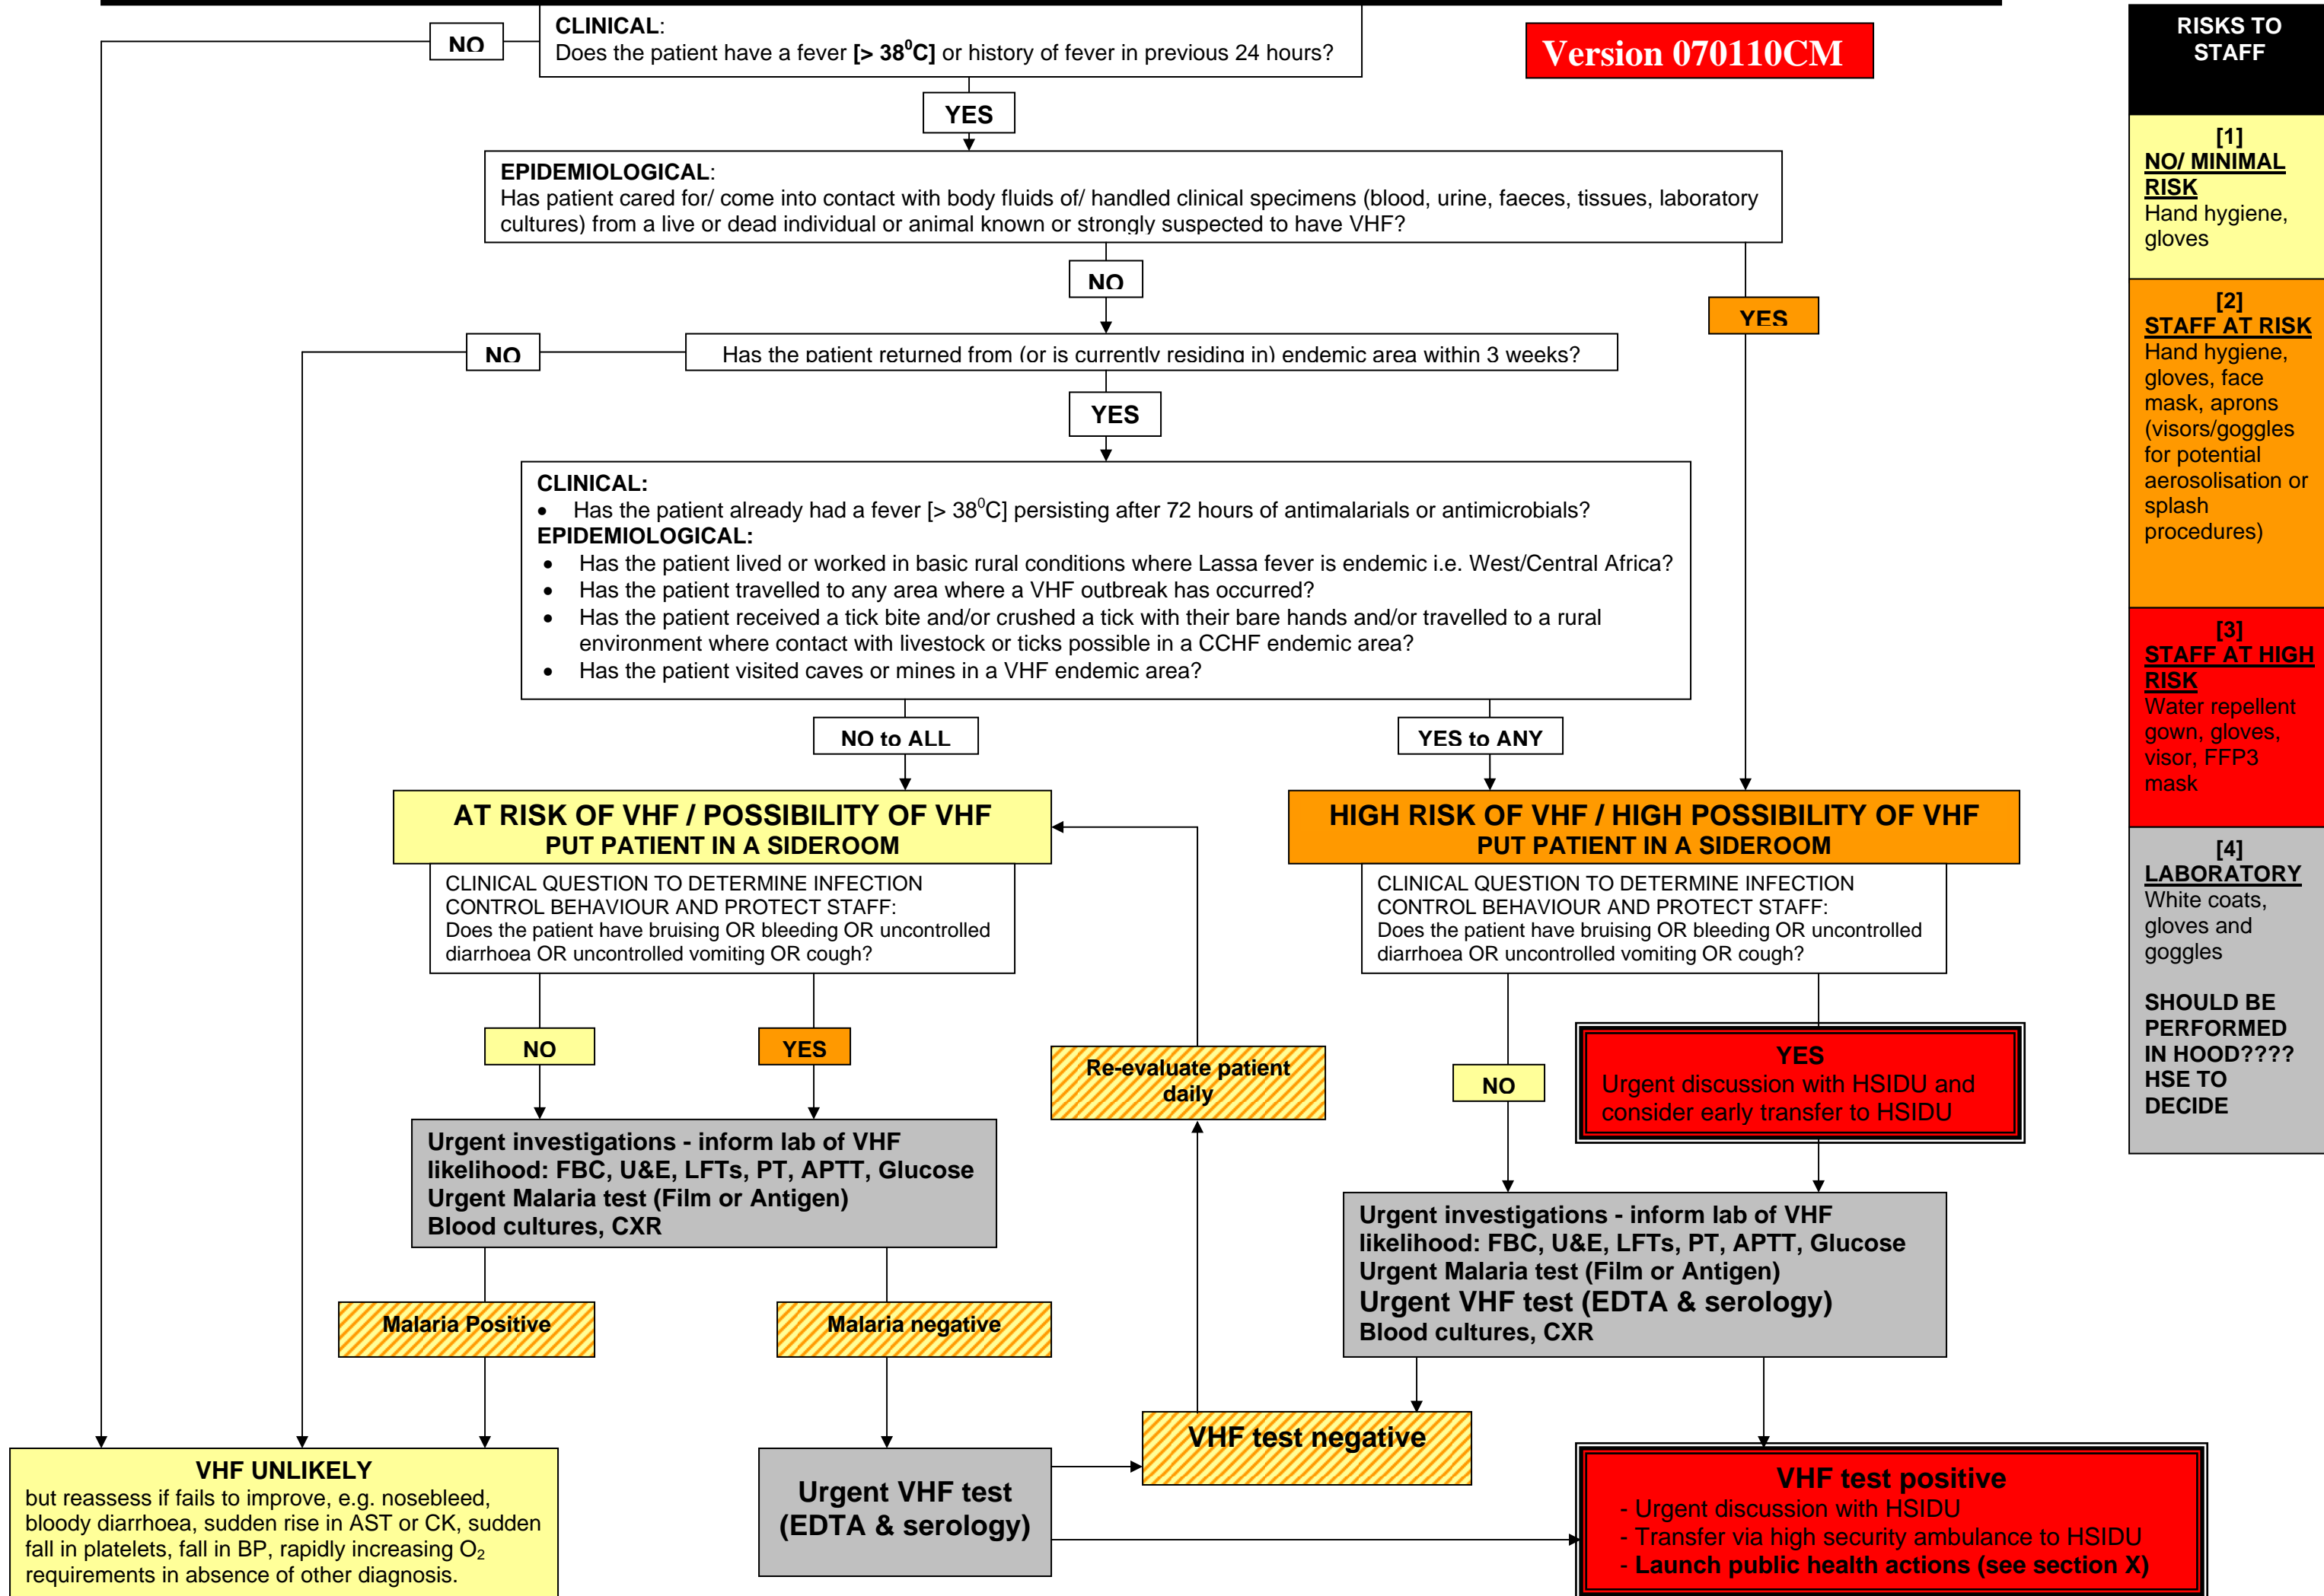 CLINICAL:
NO
Does the patient have a fever [> 38⁰C] or history of fever in previous 24 hours?
Version 070110CM
YES
EPIDEMIOLOGICAL:
Has patient cared for/ come into contact with body fluids of/ handled clinical specimens (blood, urine, faeces, tissues, laboratory
cultures) from a live or dead individual or animal known or strongly suspected to have VHF?
NO
YES
NO
Has the patient returned from (or is currently residing in) endemic area within 3 weeks?
YES
CLINICAL:
• Has the patient already had a fever [> 38⁰C] persisting after 72 hours of antimalarials or antimicrobials?
EPIDEMIOLOGICAL:
• Has the patient lived or worked in basic rural conditions where Lassa fever is endemic i.e. West/Central Africa?
• Has the patient travelled to any area where a VHF outbreak has occurred?
• Has the patient received a tick bite and/or crushed a tick with their bare hands and/or travelled to a rural
environment where contact with livestock or ticks possible in a CCHF endemic area?
• Has the patient visited caves or mines in a VHF endemic area?
NO to ALL
YES to ANY
AT RISK OF VHF / POSSIBILITY OF VHF
PUT PATIENT IN A SIDEROOM
CLINICAL QUESTION TO DETERMINE INFECTION
CONTROL BEHAVIOUR AND PROTECT STAFF:
Does the patient have bruising OR bleeding OR uncontrolled
diarrhoea OR uncontrolled vomiting OR cough?
NO
YES
Urgent investigations - inform lab of VHF
likelihood: FBC, U&E, LFTs, PT, APTT, Glucose
Urgent Malaria test (Film or Antigen)
Blood cultures, CXR
Malaria Positive
Malaria negative
HIGH RISK OF VHF / HIGH POSSIBILITY OF VHF
PUT PATIENT IN A SIDEROOM
CLINICAL QUESTION TO DETERMINE INFECTION
CONTROL BEHAVIOUR AND PROTECT STAFF:
Does the patient have bruising OR bleeding OR uncontrolled
diarrhoea OR uncontrolled vomiting OR cough?
Re-evaluate patient
daily
NO
YES
Urgent discussion with HSIDU and
consider early transfer to HSIDU
Urgent investigations - inform lab of VHF
likelihood: FBC, U&E, LFTs, PT, APTT, Glucose
Urgent Malaria test (Film or Antigen)
Urgent VHF test (EDTA & serology)
Blood cultures, CXR
VHF UNLIKELY
but reassess if fails to improve, e.g. nosebleed,
bloody diarrhoea, sudden rise in AST or CK, sudden
fall in platelets, fall in BP, rapidly increasing O₂
requirements in absence of other diagnosis.
Urgent VHF test
(EDTA & serology)
VHF test negative
VHF test positive
- Urgent discussion with HSIDU
- Transfer via high security ambulance to HSIDU
- Launch public health actions (see section X)
RISKS TO
STAFF
[1]
NO/ MINIMAL
RISK
Hand hygiene,
gloves
[2]
STAFF AT RISK
Hand hygiene,
gloves, face
mask, aprons
(visors/goggles
for potential
aerosolisation or
splash
procedures)
[3]
STAFF AT HIGH
RISK
Water repellent
gown, gloves,
visor, FFP3
mask
[4]
LABORATORY
White coats,
gloves and
goggles
SHOULD BE
PERFORMED
IN HOOD????
HSE TO
DECIDE